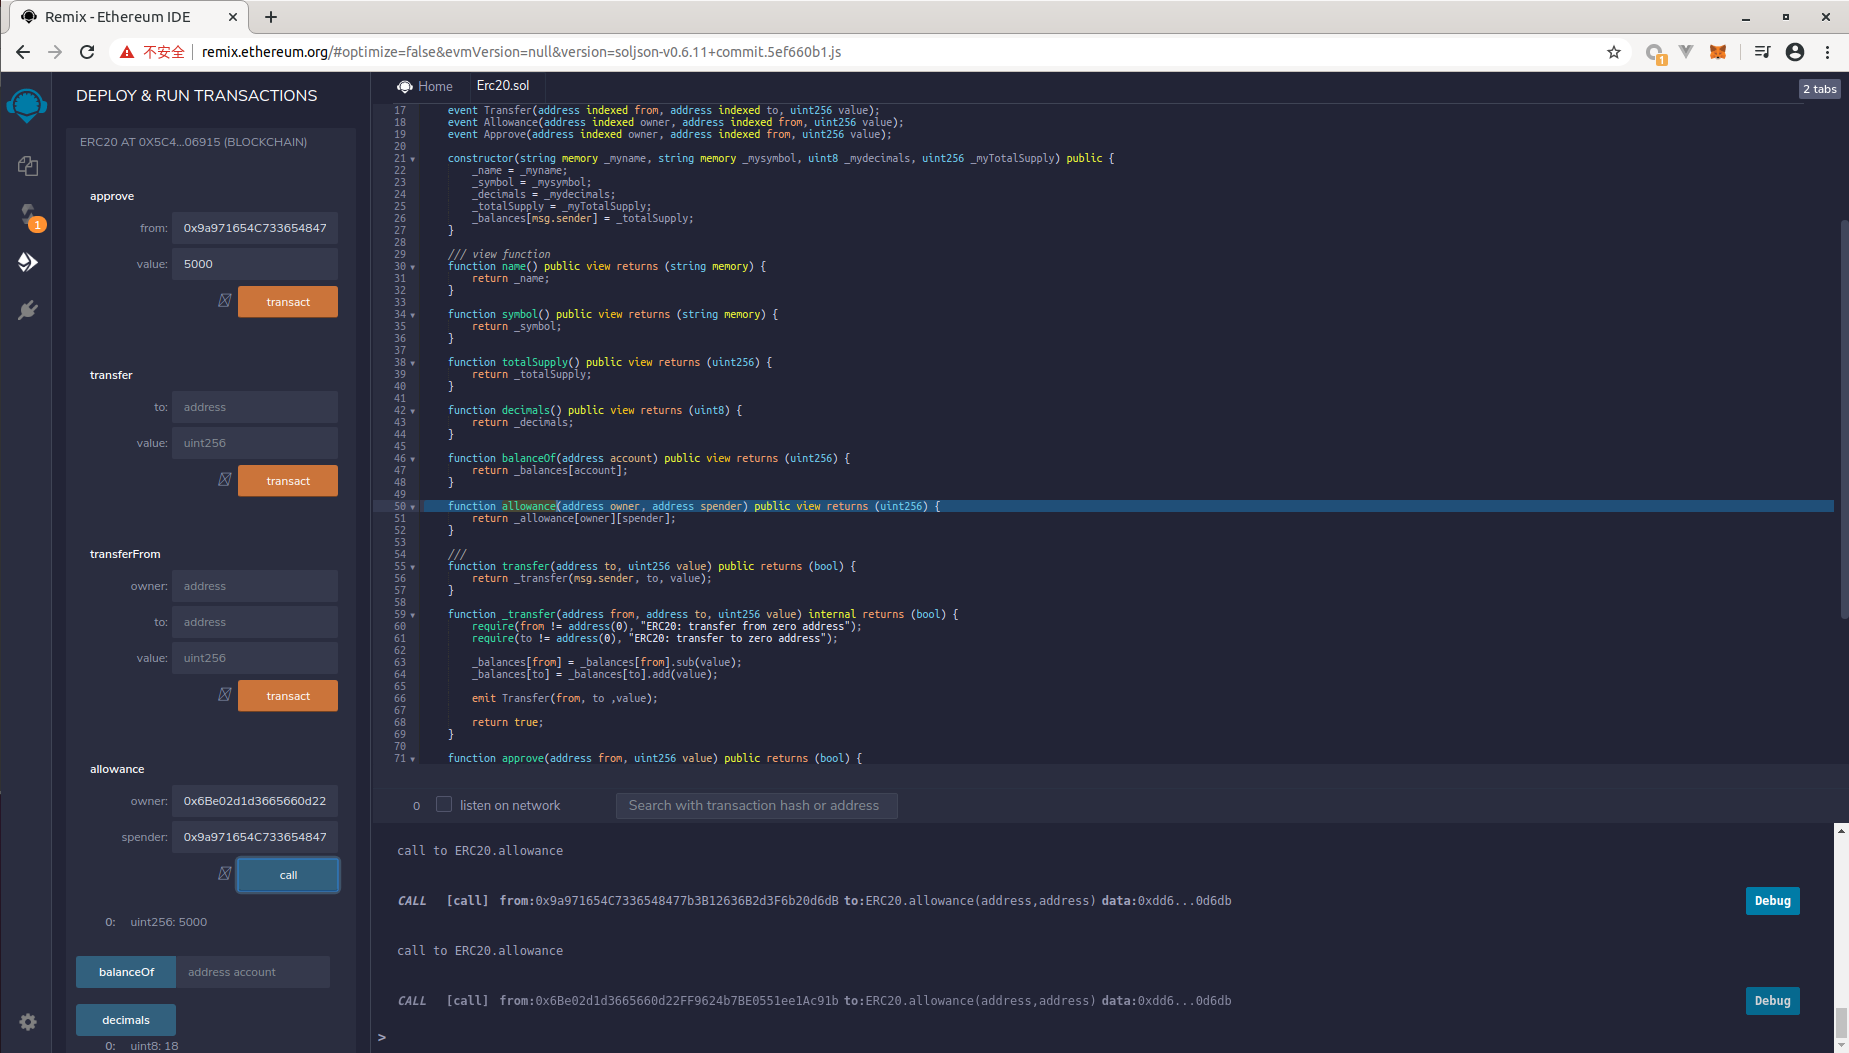 Remix - Ethereum IDE
不安全 remix.ethereum.org/#optimize=false&evmVersion=null&version=soljson-v0.6.11+commit.5ef660b1.js
1
DEPLOY & RUN TRANSACTIONS
ERC20 AT 0X5C4...06915 (BLOCKCHAIN)
approve
from: 0x9a971654C733654847
value: 5000
transact
transfer
to: address
value: uint256
transact
transferFrom
owner: address
to: address
value: uint256
transact
allowance
owner: 0x6Be02d1d3665660d22
spender: 0x9a971654C733654847
call
0: uint256: 5000
balanceOf address account
decimals
0: uint8: 18
1
Home Erc20.sol 2 tabs
17 event Transfer(address indexed from, address indexed to, uint256 value);
18 event Allowance(address indexed owner, address indexed from, uint256 value);
19 event Approve(address indexed owner, address indexed from, uint256 value);
20
21 constructor(string memory _myname, string memory _mysymbol, uint8 _mydecimals, uint256 _myTotalSupply) public {
22 _name = _myname;
23 _symbol = _mysymbol;
24 _decimals = _mydecimals;
25 _totalSupply = _myTotalSupply;
26 _balances[msg.sender] = _totalSupply;
27 }
28
29 /// view function
30 function name() public view returns (string memory) {
31 return _name;
32 }
33
34 function symbol() public view returns (string memory) {
35 return _symbol;
36 }
37
38 function totalSupply() public view returns (uint256) {
39 return _totalSupply;
40 }
41
42 function decimals() public view returns (uint8) {
43 return _decimals;
44 }
45
46 function balanceOf(address account) public view returns (uint256) {
47 return _balances[account];
48 }
49
50 function allowance(address owner, address spender) public view returns (uint256) {
51 return _allowance[owner][spender];
52 }
53
54 ///
55 function transfer(address to, uint256 value) public returns (bool) {
56 return _transfer(msg.sender, to, value);
57 }
58
59 function _transfer(address from, address to, uint256 value) internal returns (bool) {
60 require(from != address(0), "ERC20: transfer from zero address");
61 require(to != address(0), "ERC20: transfer to zero address");
62
63 _balances[from] = _balances[from].sub(value);
64 _balances[to] = _balances[to].add(value);
65
66 emit Transfer(from, to ,value);
67
68 return true;
69 }
70
71 function approve(address from, uint256 value) public returns (bool) {
0 listen on network Search with transaction hash or address
call to ERC20.allowance
CALL [call] from:0x9a971654C7336548477b3B12636B2d3F6b20d6dB to:ERC20.allowance(address,address) data:0xdd6...0d6db Debug
call to ERC20.allowance
CALL [call] from:0x6Be02d1d3665660d22FF9624b7BE0551ee1Ac91b to:ERC20.allowance(address,address) data:0xdd6...0d6db Debug
>